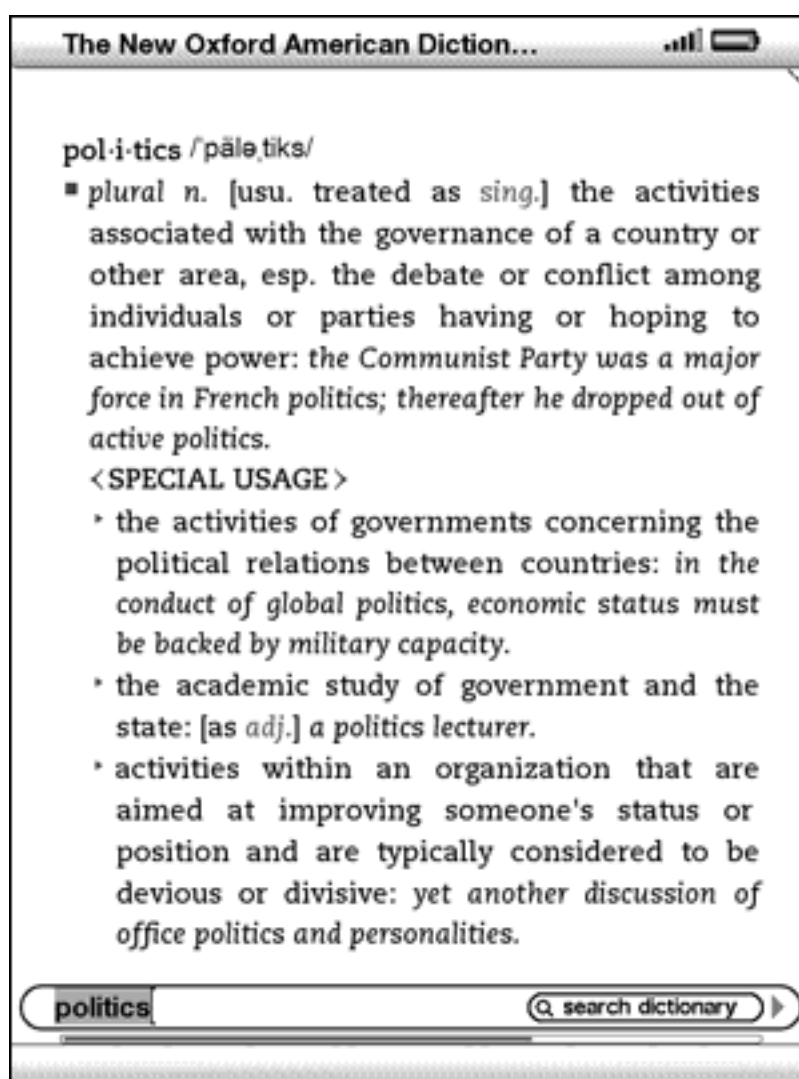 The New Oxford American Diction...
pol·i·tics /ˈpäləˌtiks/
■ plural n. [usu. treated as sing.] the activities
associated with the governance of a country or
other area, esp. the debate or conflict among
individuals or parties having or hoping to
achieve power: the Communist Party was a major
force in French politics; thereafter he dropped out of
active politics.
<SPECIAL USAGE>
‣ the activities of governments concerning the
political relations between countries: in the
conduct of global politics, economic status must
be backed by military capacity.
‣ the academic study of government and the
state: [as adj.] a politics lecturer.
‣ activities within an organization that are
aimed at improving someone's status or
position and are typically considered to be
devious or divisive: yet another discussion of
office politics and personalities.
politics search dictionary